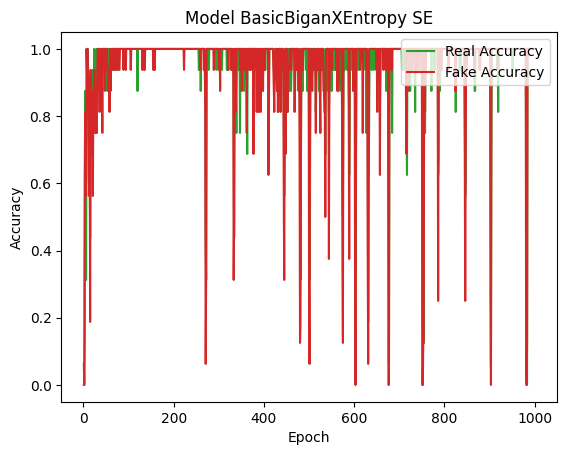 Model BasicBiganXEntropy SE
Real Accuracy
Fake Accuracy
1.0
0.8
0.6
0.4
0.2
0.0
Accuracy
0 200 400 600 800 1000
Epoch